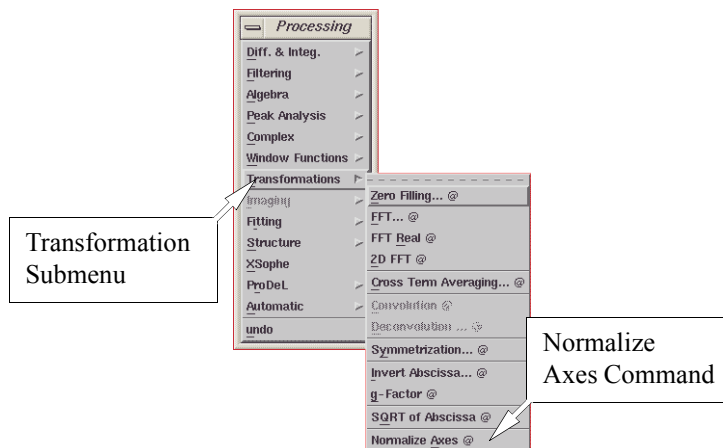 Processing
Diff. & Integ.
Filtering
Algebra
Peak Analysis
Complex
Window Functions
Transformations
Imaging
Fitting
Structure
XSophe
ProDeL
Automatic
undo
Zero Filling... @
FFT... @
FFT Real @
2D FFT @
Cross Term Averaging... @
Convolution @
Deconvolution ... @
Symmetrization... @
Invert Abscissa... @
g-Factor @
SQRT of Abscissa @
Normalize Axes @
Transformation
Submenu
Normalize
Axes Command